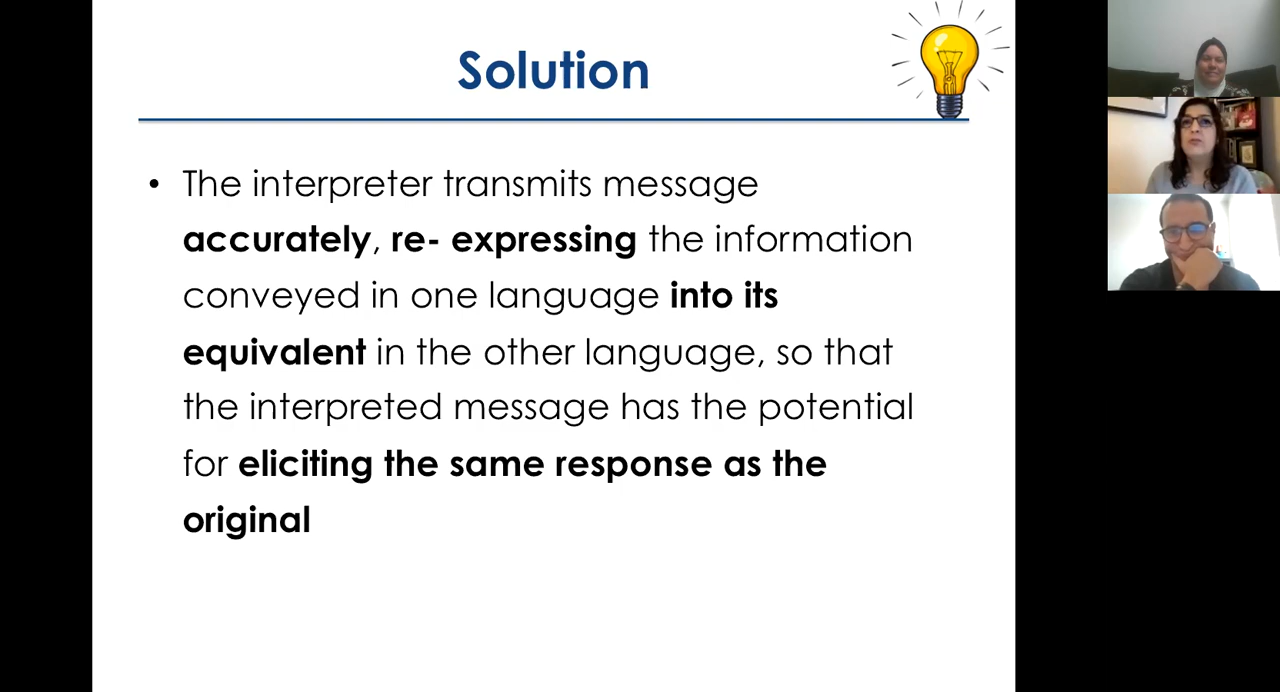 Solution
• The interpreter transmits message
accurately, re- expressing the information
conveyed in one language into its
equivalent in the other language, so that
the interpreted message has the potential
for eliciting the same response as the
original